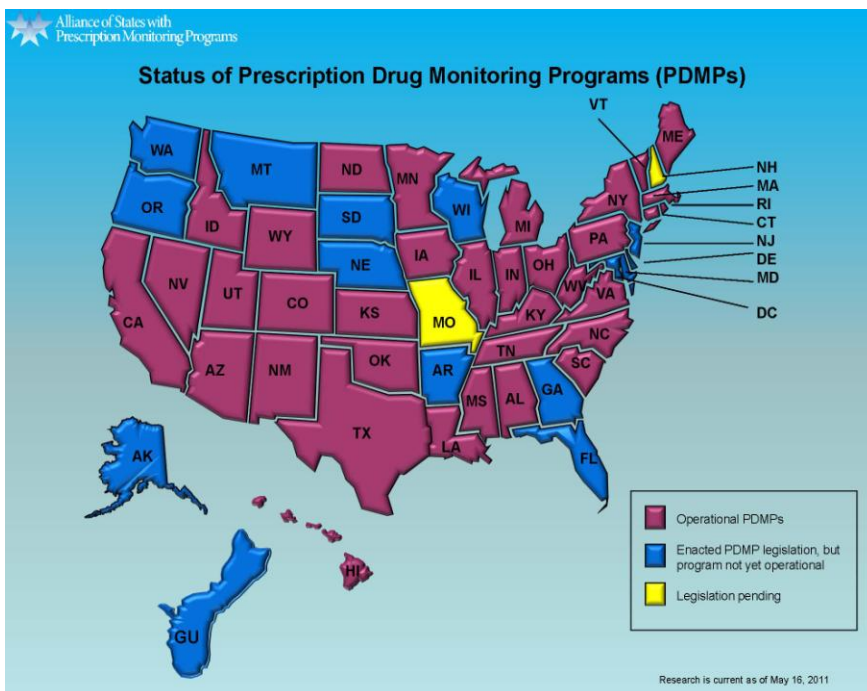 Alliance of States with
Prescription Monitoring Programs
Status of Prescription Drug Monitoring Programs (PDMPs)
VT
ME
WA
MT
ND
MN
NH
MA
OR
SD
WI
NY
RI
ID
MI
CT
WY
IA
PA
NJ
NE
DE
NV
IL
IN
OH
MD
UT
WV
VA
CO
DC
CA
KS
MO
KY
NC
TN
OK
AZ
NM
AR
SC
MS
AL
GA
TX
LA
AK
FL
HI
GU
Operational PDMPs
Enacted PDMP legislation, but
program not yet operational
Legislation pending
Research is current as of May 16, 2011